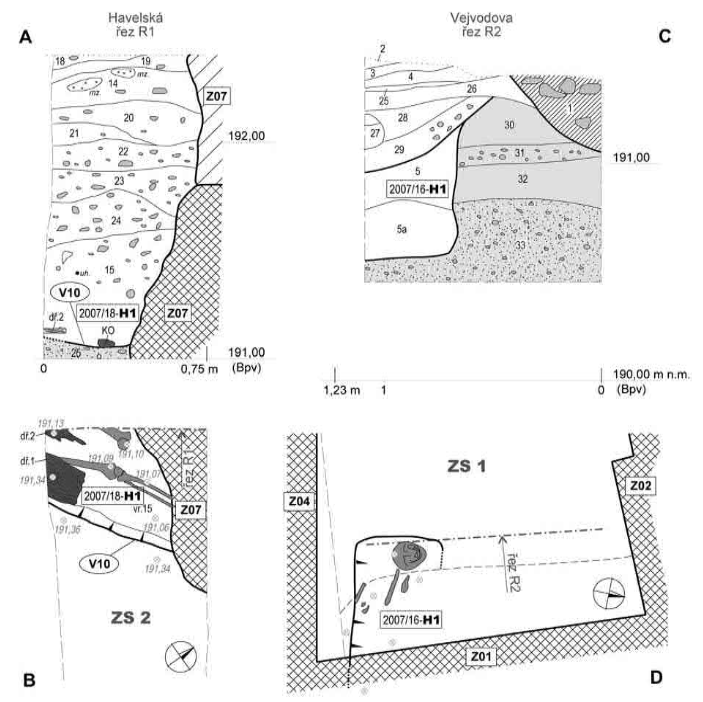 Havelská
řez R1
A
18
19
mz.
14
mz.
Z07
20
21
192,00
22
23
24
15
uh.
V10
2007/18-H1
Z07
dř.2
KO
25
191,00
0
0,75 m
(Bpv)
Vejvodova
řez R2
C
2
3
4
25
26
1
27
28
30
29
31
191,00
5
32
2007/16-H1
5a
33
190,00 m n.m.
1,23 m
1
0
(Bpv)
191,13
dř.2
191,10
řez R1
dř.1
191,09
191,07
191,34
2007/18-H1
Z07
vr.15
191,36
191,06
V10
191,34
ZS 2
B
ZS 1
Z04
Z02
řez R2
2007/16-H1
Z01
D